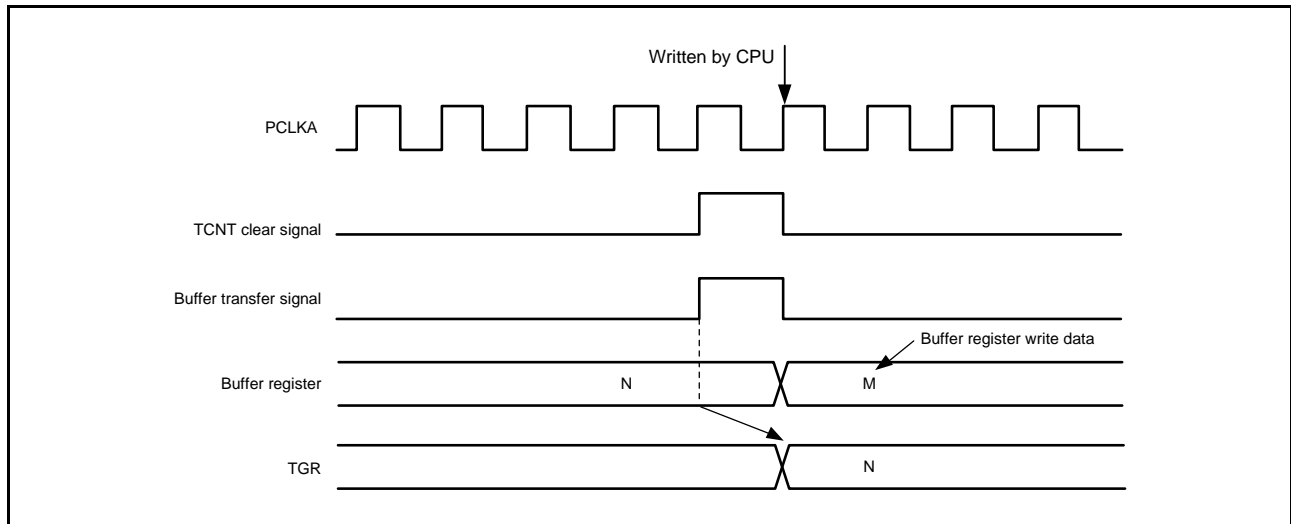 Written by CPU
PCLKA
TCNT clear signal
Buffer transfer signal
Buffer register write data
Buffer register
N
M
TGR
N